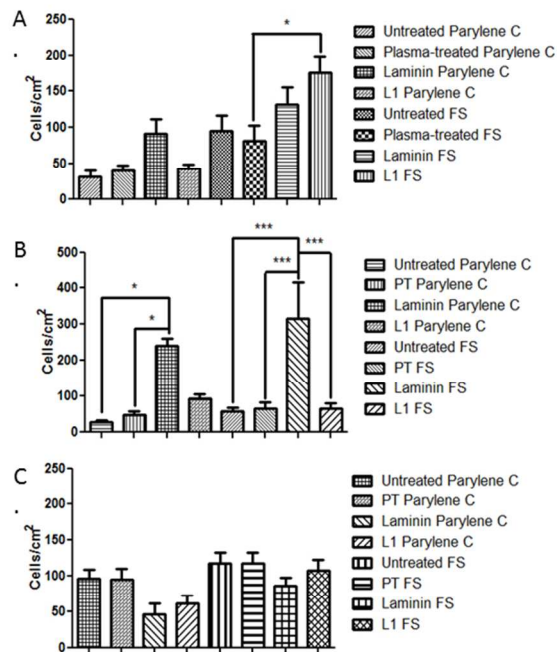 A
.
Cells/cm²
250
200
150
100
50
0
*
Untreated Parylene C
Plasma-treated Parylene C
Laminin Parylene C
L1 Parylene C
Untreated FS
Plasma-treated FS
Laminin FS
L1 FS
B
.
Cells/cm²
500
400
300
200
100
0
*
*
***
***
***
Untreated Parylene C
PT Parylene C
Laminin Parylene C
L1 Parylene C
Untreated FS
PT FS
Laminin FS
L1 FS
C
.
Cells/cm²
250
200
150
100
50
0
Untreated Parylene C
PT Parylene C
Laminin Parylene C
L1 Parylene C
Untreated FS
PT FS
Laminin FS
L1 FS